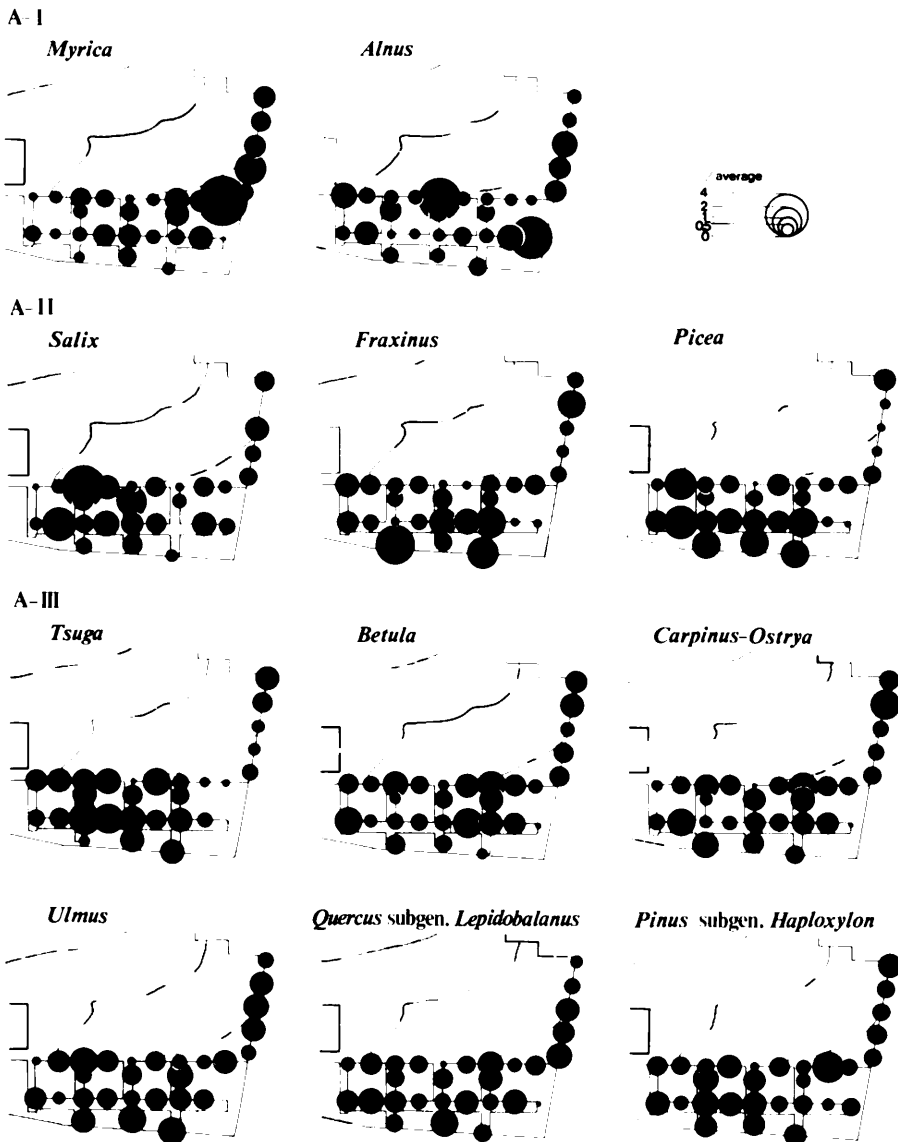 A-I
Myrica Alnus
average
4
2
1
0.5
0
A-II
Salix Fraxinus Picea
A-III
Tsuga Betula Carpinus-Ostrya
Ulmus Quercus subgen. Lepidobalanus Pinus subgen. Haploxylon